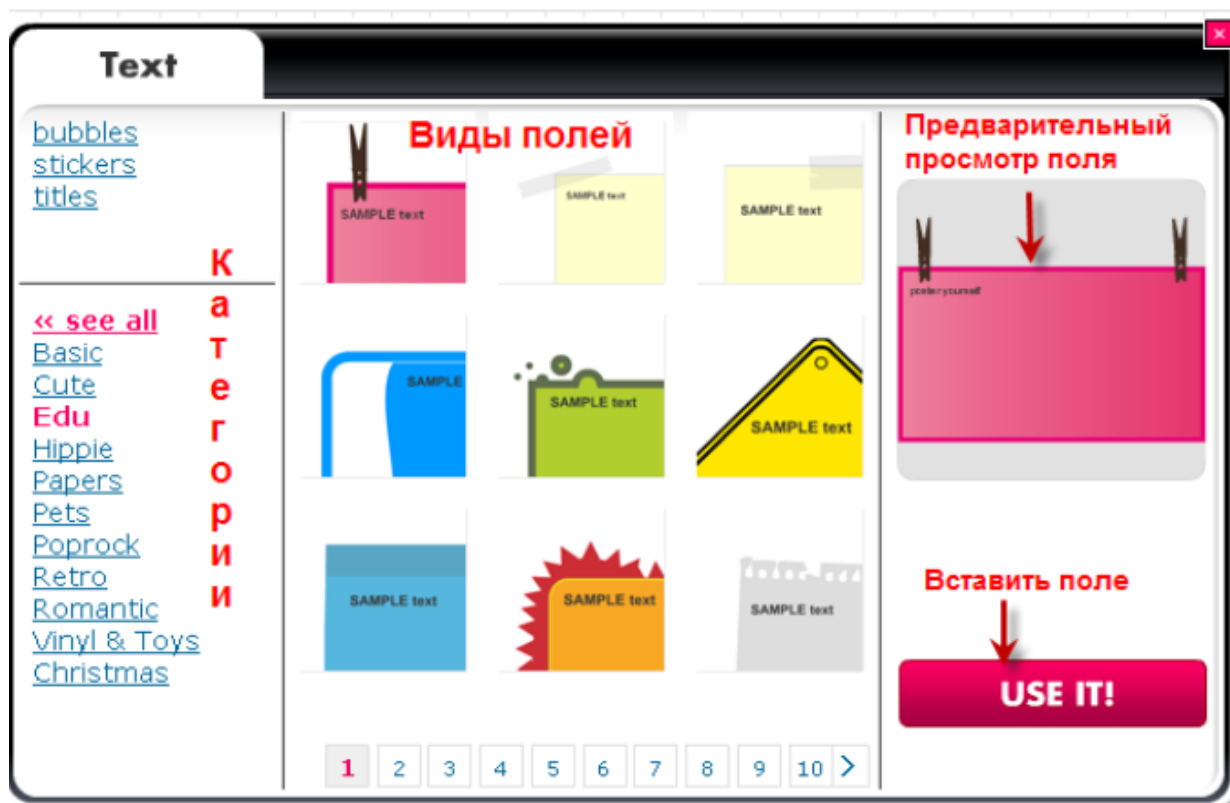 Text
×
bubbles
stickers
titles
К
а
т
е
г
о
р
и
и
« see all
Basic
Cute
Edu
Hippie
Papers
Pets
Poprock
Retro
Romantic
Vinyl & Toys
Christmas
Виды полей
SAMPLE text
SAMPLE text
SAMPLE text
SAMPLE
SAMPLE text
SAMPLE text
SAMPLE text
SAMPLE text
SAMPLE text
1 2 3 4 5 6 7 8 9 10 >
Предварительный
просмотр поля
posteryourself
Вставить поле
USE IT!